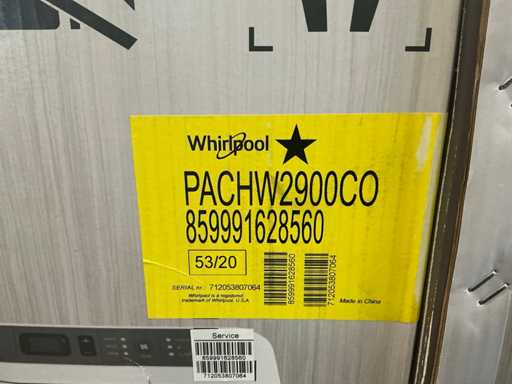 Whirlpool
PACHW2900CO
859991628560
53/20
SERIAL nr.: 712053807064
Whirlpool is a registered
trademark of Whirlpool. U.S.A
859991628560
712053807064
Made in China
Service
859991628560
712053807064